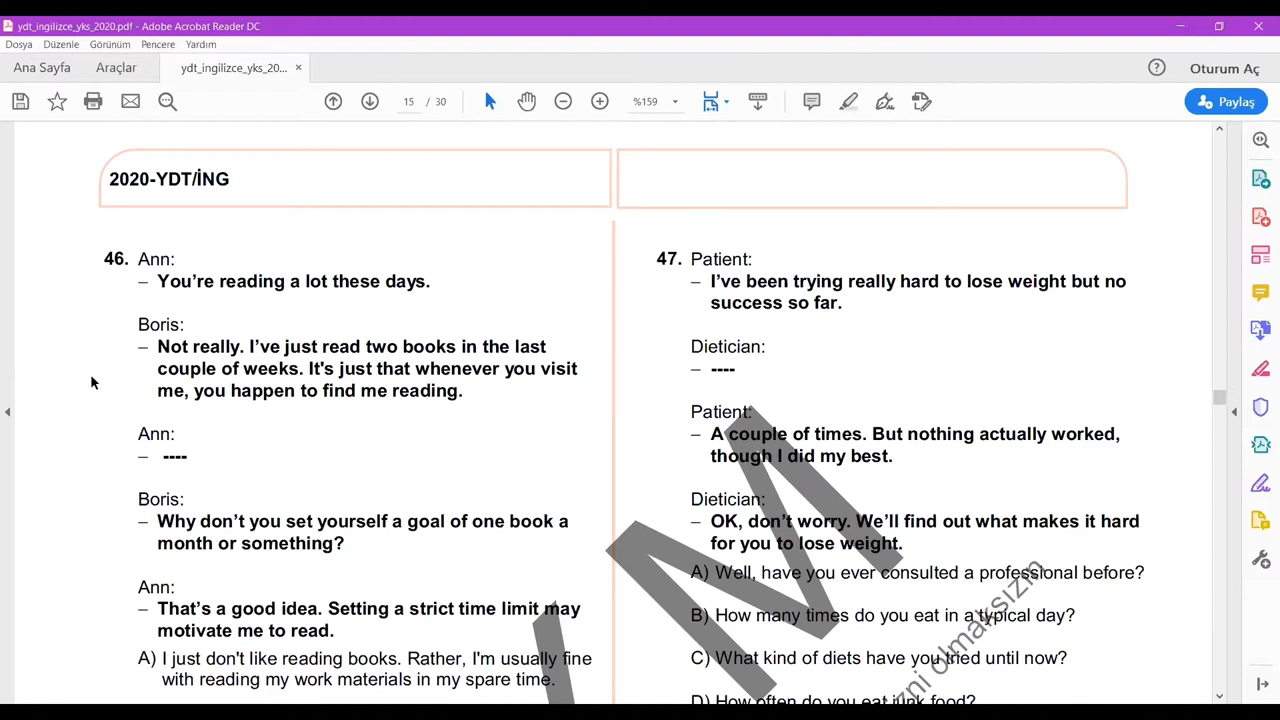 ydt_ingilizce_yks_2020.pdf - Adobe Acrobat Reader DC
Dosya Düzenle Görünüm Pencere Yardım
Ana Sayfa Araçlar ydt_ingilizce_yks_20... × Oturum Aç
15 / 30 %159 Paylaş
2020-YDT/İNG
46. Ann:
– You're reading a lot these days.
Boris:
– Not really. I've just read two books in the last
couple of weeks. It's just that whenever you visit
me, you happen to find me reading.
Ann:
– ----
Boris:
– Why don't you set yourself a goal of one book a
month or something?
Ann:
– That's a good idea. Setting a strict time limit may
motivate me to read.
A) I just don't like reading books. Rather, I'm usually fine
with reading my work materials in my spare time.
47. Patient:
– I've been trying really hard to lose weight but no
success so far.
Dietician:
– ----
Patient:
– A couple of times. But nothing actually worked,
though I did my best.
Dietician:
– OK, don't worry. We'll find out what makes it hard
for you to lose weight.
A) Well, have you ever consulted a professional before?
B) How many times do you eat in a typical day?
C) What kind of diets have you tried until now?
D) How often do you eat junk food?
olmaksızın